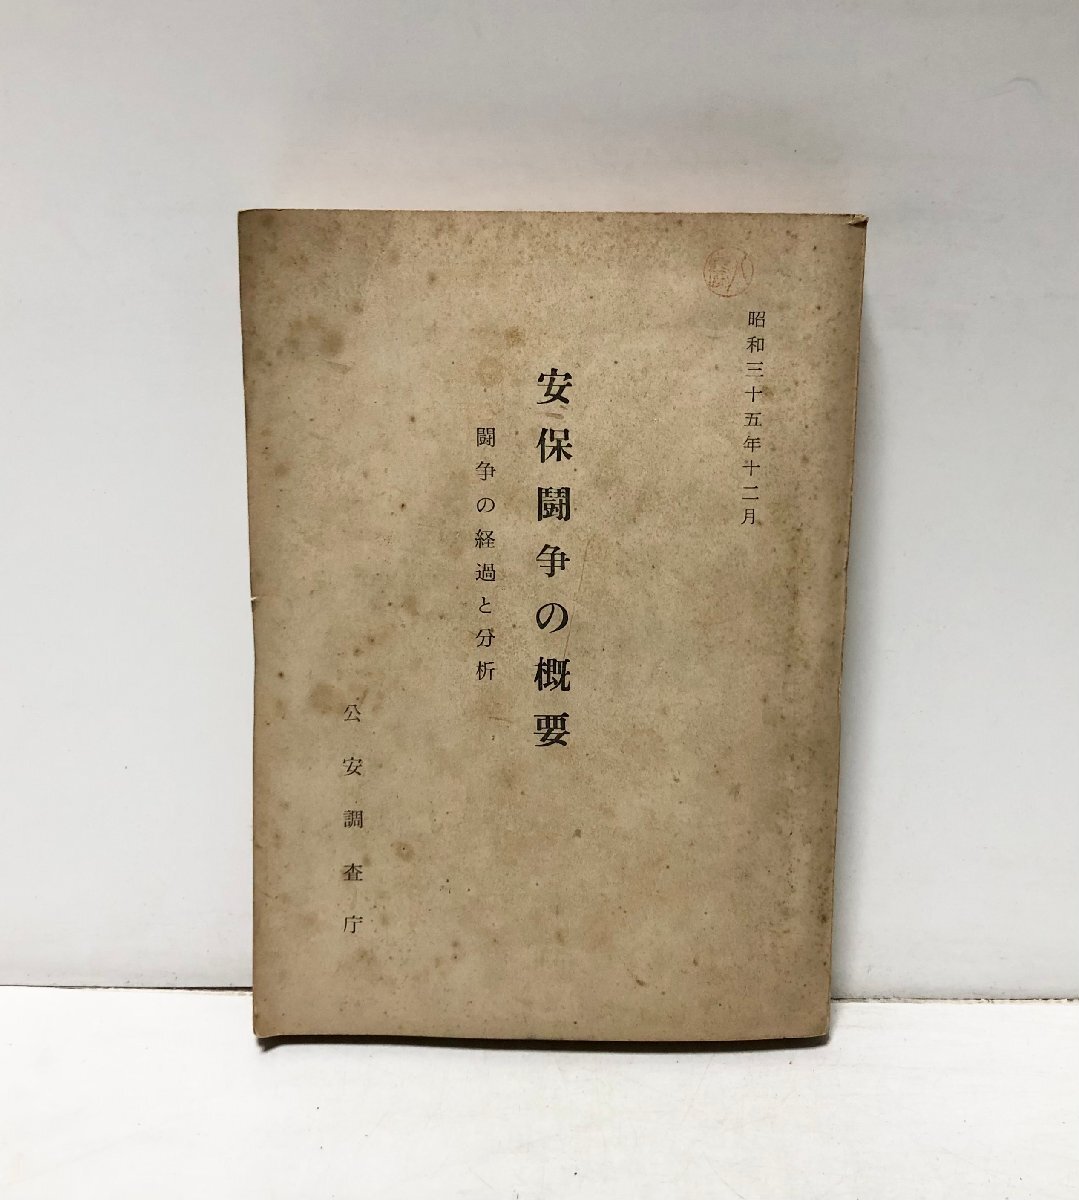 昭和三十五年十二月
安保闘争の概要
闘争の経過と分析
公安調査庁